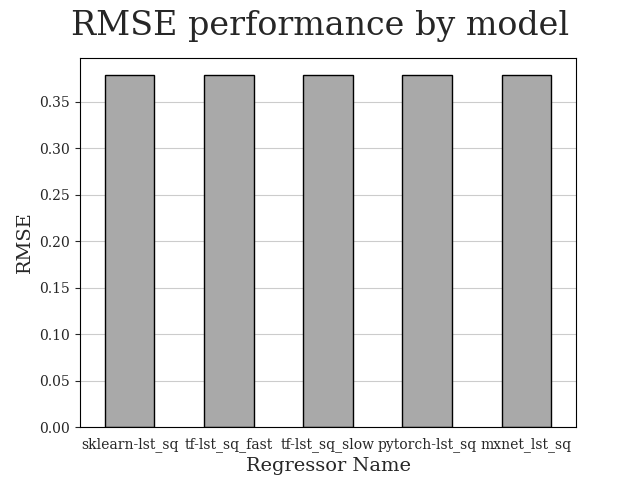 RMSE performance by model
RMSE
0.35
0.30
0.25
0.20
0.15
0.10
0.05
0.00
sklearn-lst_sq tf-lst_sq_fast tf-lst_sq_slow pytorch-lst_sq mxnet_lst_sq
Regressor Name